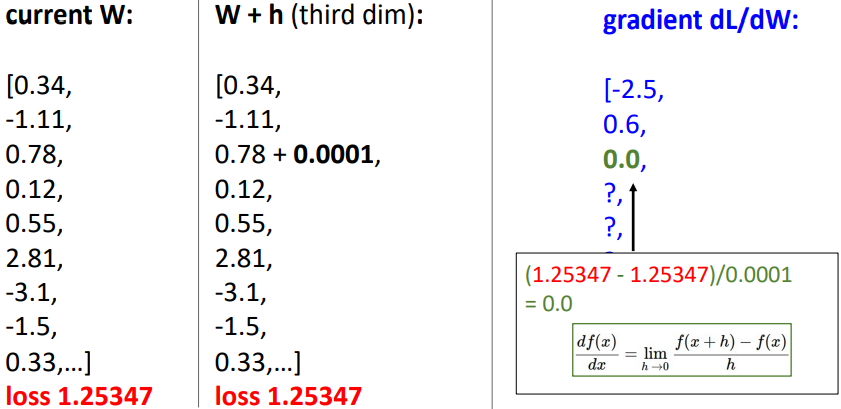 current W:
[0.34,
-1.11,
0.78,
0.12,
0.55,
2.81,
-3.1,
-1.5,
0.33,...]
loss 1.25347
W + h (third dim):
[0.34,
-1.11,
0.78 + 0.0001,
0.12,
0.55,
2.81,
-3.1,
-1.5,
0.33,...]
loss 1.25347
gradient dL/dW:
[-2.5,
0.6,
0.0,
?,
?,
(1.25347 - 1.25347)/0.0001
= 0.0
df(x)/dx = lim h→0 f(x + h) − f(x)/h